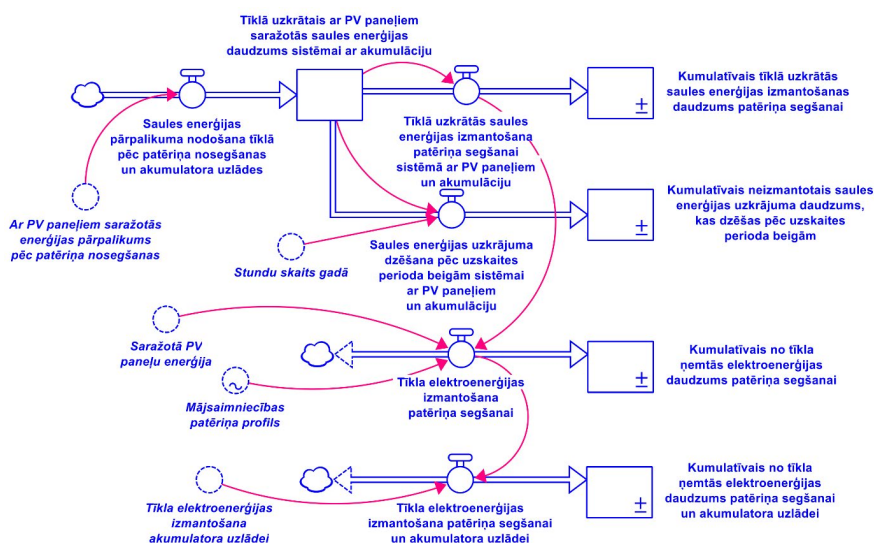 Tīklā uzkrātais ar PV paneļiem
saražotās saules enerģijas
daudzums sistēmai ar akumulāciju
Kumulatīvais tīklā uzkrātās
saules enerģijas izmantošanas
daudzums patēriņa segšanai
±
Saules enerģijas
pārpalikuma nodošana tīklā
pēc patēriņa nosegšanas
un akumulatora uzlādes
Tīklā uzkrātās saules
enerģijas izmantošana
patēriņa segšanai
sistēmā ar PV paneļiem
un akumulāciju
Kumulatīvais neizmantotais saules
enerģijas uzkrājuma daudzums,
kas dzēšas pēc uzskaites
perioda beigām
±
Ar PV paneļiem saražotās
enerģijas pārpalikums
pēc patēriņa nosegšanas
Stundu skaits gadā
Saules enerģijas uzkrājuma
dzēšana pēc uzskaites
perioda beigām sistēmai
ar PV paneļiem
un akumulāciju
Saražotā PV
paneļu enerģija
Kumulatīvais no tīkla
ņemtās elektroenerģijas
daudzums patēriņa segšanai
±
Mājsaimniecības
patēriņa profils
Tīkla elektroenerģijas
izmantošana
patēriņa segšanai
Kumulatīvais no tīkla
ņemtās elektroenerģijas
daudzums patēriņa segšanai
un akumulatora uzlādei
±
Tīkla elektroenerģijas
izmantošana
akumulatora uzlādei
Tīkla elektroenerģijas
izmantošana patēriņa segšanai
un akumulatora uzlādei